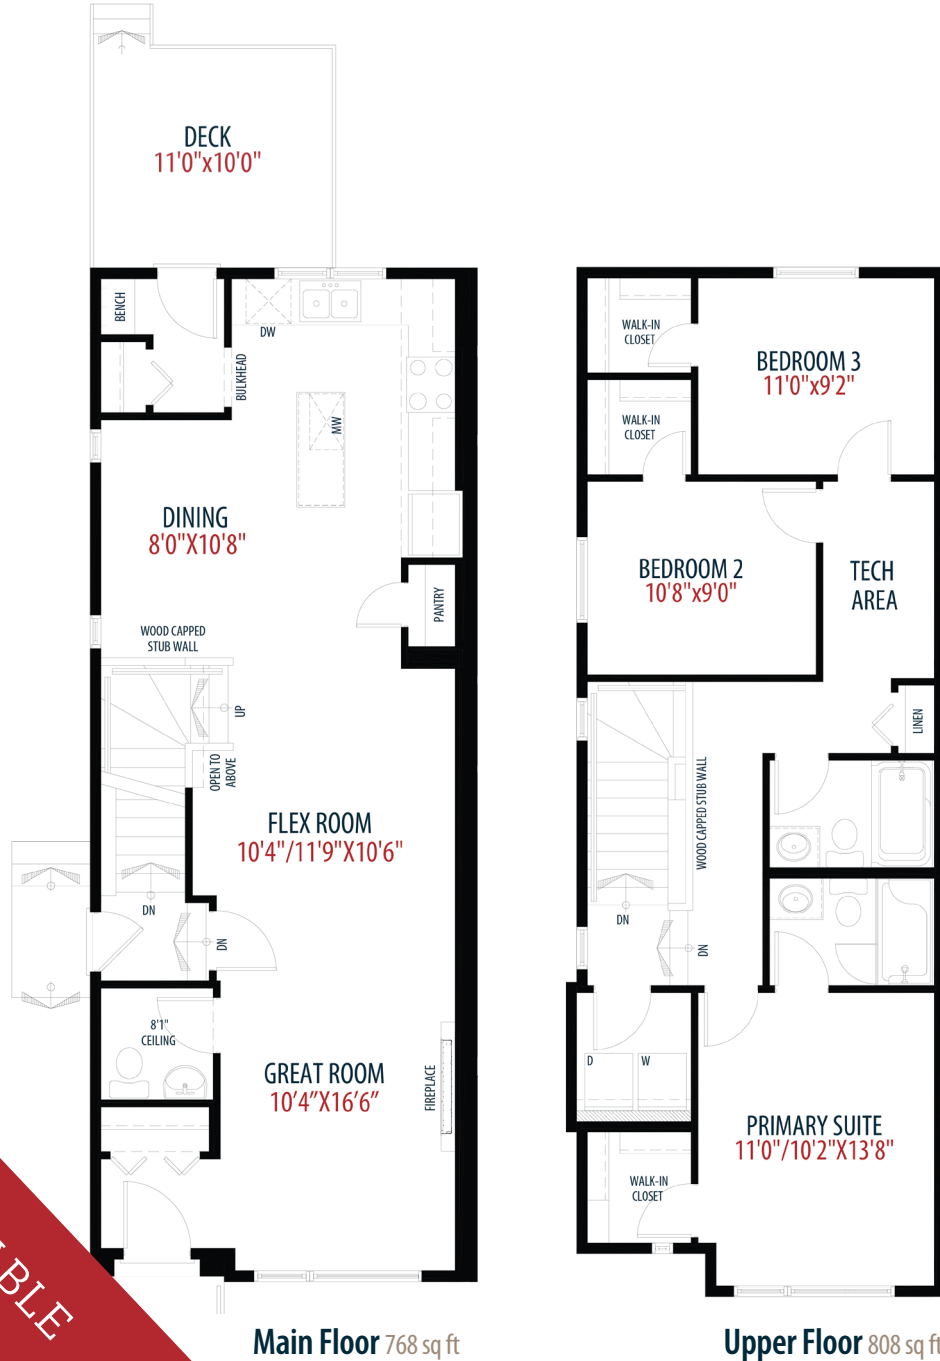 DECK
11'0"x10'0"
BENCH
DW
BULKHEAD
MW
DINING
8'0"X10'8"
PANTRY
WOOD CAPPED
STUB WALL
UP
OPEN TO
ABOVE
FLEX ROOM
10'4"/11'9"X10'6"
DN
DN
8'1"
CEILING
GREAT ROOM
10'4"X16'6"
FIREPLACE
Main Floor 768 sq ft
WALK-IN
CLOSET
BEDROOM 3
11'0"x9'2"
WALK-IN
CLOSET
BEDROOM 2
10'8"x9'0"
TECH
AREA
LINEN
WOOD CAPPED STUB WALL
DN
DN
D
W
PRIMARY SUITE
11'0"/10'2"X13'8"
WALK-IN
CLOSET
Upper Floor 808 sq ft